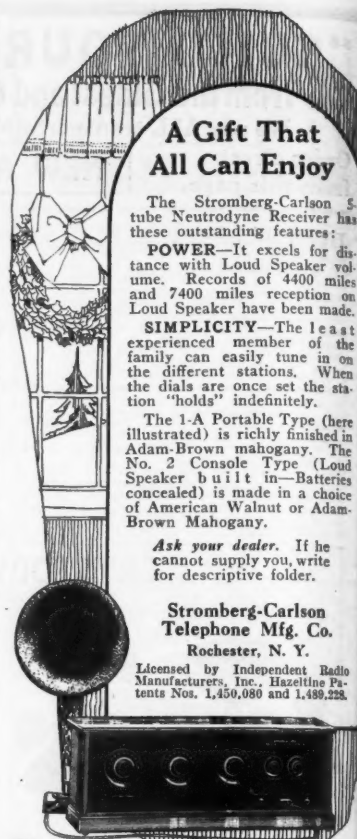 A Gift That
All Can Enjoy
The Stromberg-Carlson 5-
tube Neutrodyne Receiver has
these outstanding features:
POWER—It excels for dis-
tance with Loud Speaker vol-
ume. Records of 4400 miles
and 7400 miles reception on
Loud Speaker have been made.
SIMPLICITY—The least
experienced member of the
family can easily tune in on
the different stations. When
the dials are once set the sta-
tion "holds" indefinitely.
The 1-A Portable Type (here
illustrated) is richly finished in
Adam-Brown mahogany. The
No. 2 Console Type (Loud
Speaker built in—Batteries
concealed) is made in a choice
of American Walnut or Adam-
Brown Mahogany.
Ask your dealer. If he
cannot supply you, write
for descriptive folder.
Stromberg-Carlson
Telephone Mfg. Co.
Rochester, N. Y.
Licensed by Independent Radio
Manufacturers, Inc., Hazeltine Pa-
tents Nos. 1,450,080 and 1,489,228.